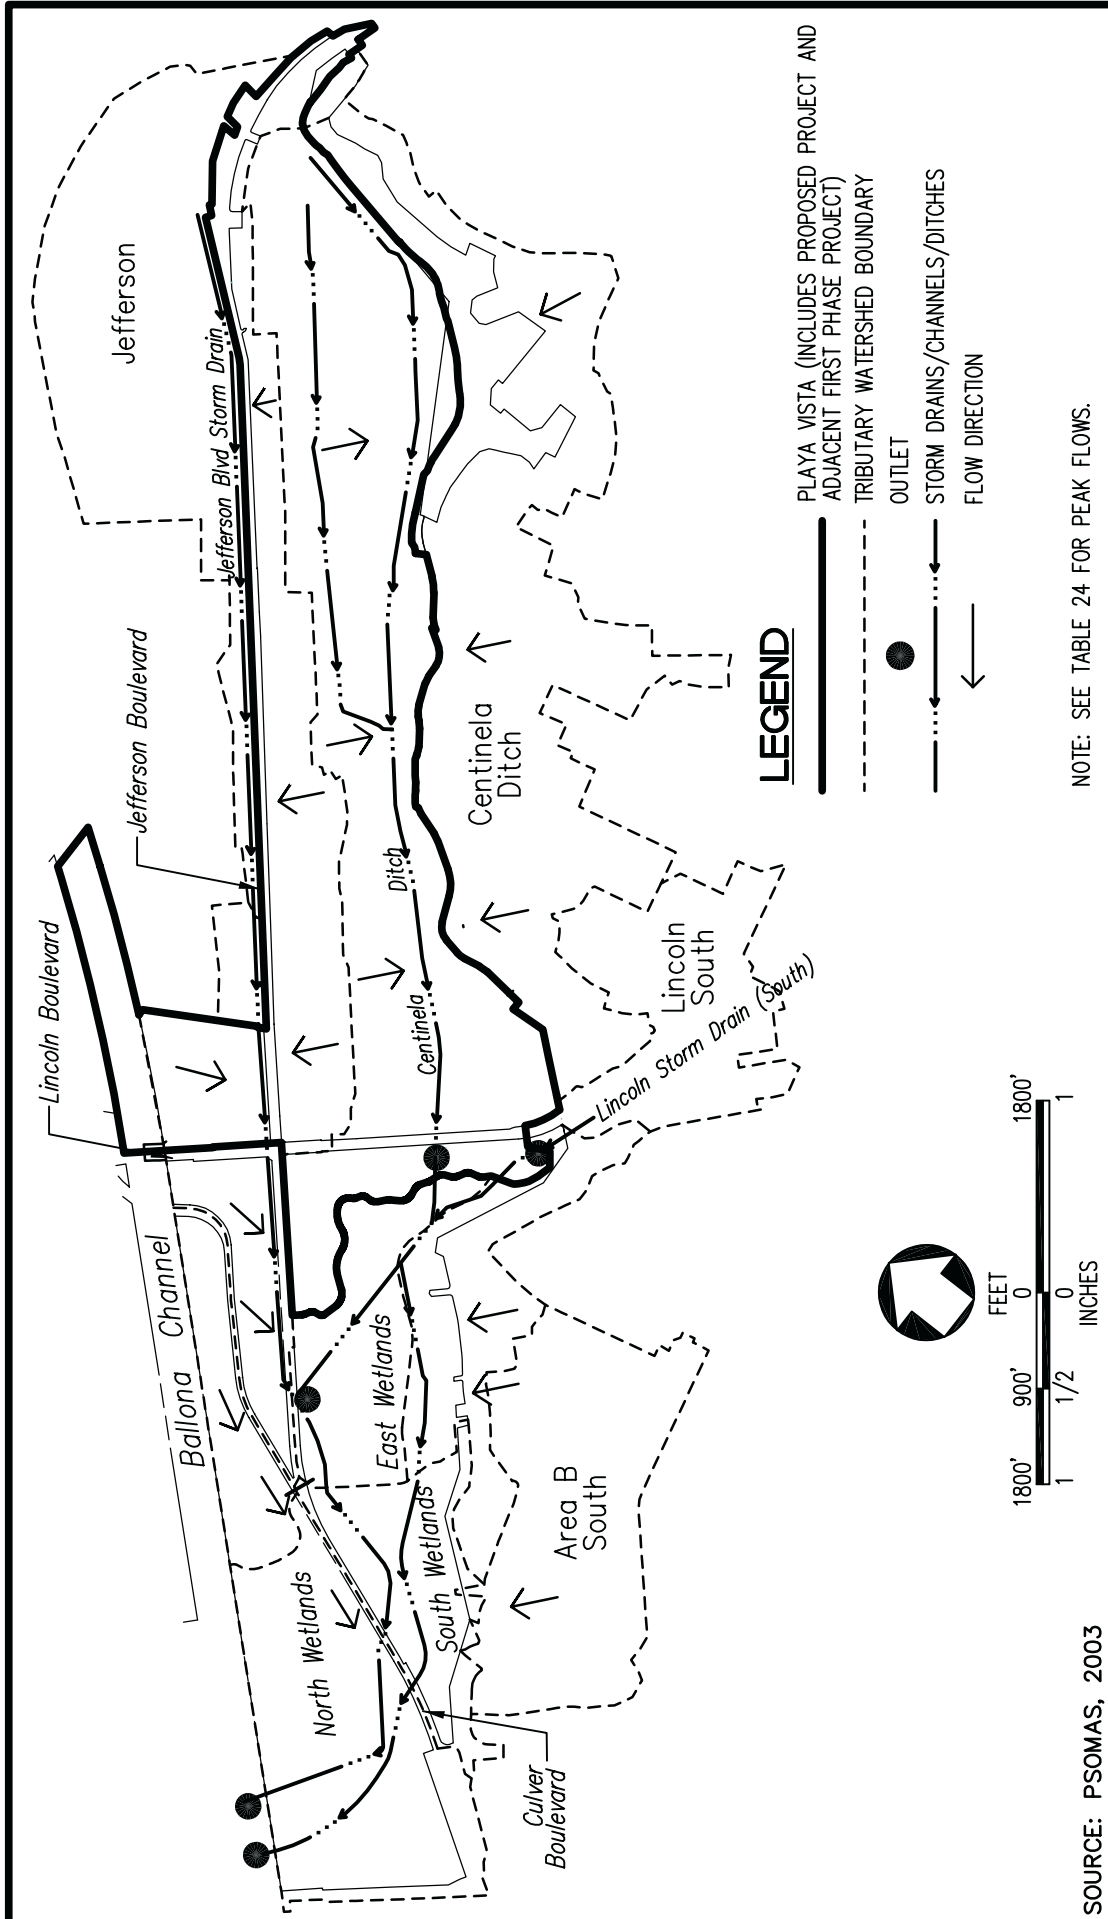 Jefferson
Jefferson Blvd Storm Drain
Jefferson Boulevard
Lincoln Boulevard
Ballona Channel
Centinela
Ditch
Centinela
Ditch
Lincoln
South
Lincoln Storm Drain (South)
East Wetlands
South Wetlands
North Wetlands
Area B
South
Culver
Boulevard
LEGEND
PLAYA VISTA (INCLUDES PROPOSED PROJECT AND
ADJACENT FIRST PHASE PROJECT)
TRIBUTARY WATERSHED BOUNDARY
OUTLET
STORM DRAINS/CHANNELS/DITCHES
FLOW DIRECTION
NOTE: SEE TABLE 24 FOR PEAK FLOWS.
FEET
1800' 900' 0 1800'
1 1/2 0 1
INCHES
SOURCE: PSOMAS, 2003